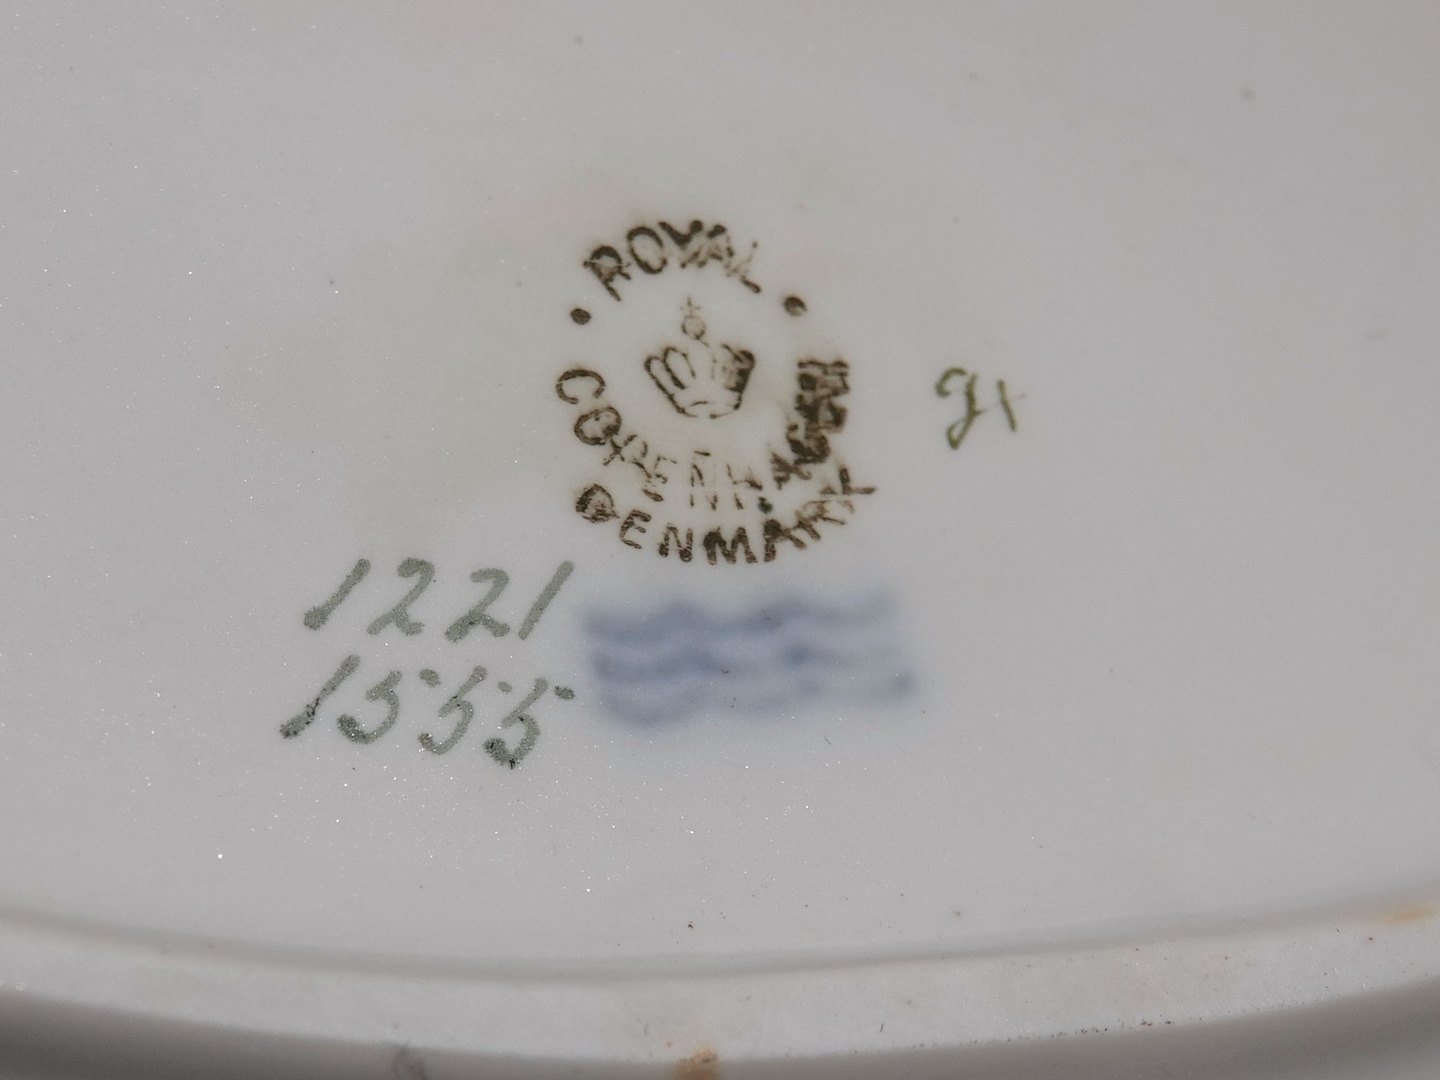 • ROYAL •
COPENHAGEN
DENMARK
1221
1555